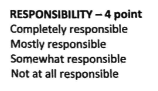 RESPONSIBILITY – 4 point
Completely responsible
Mostly responsible
Somewhat responsible
Not at all responsible